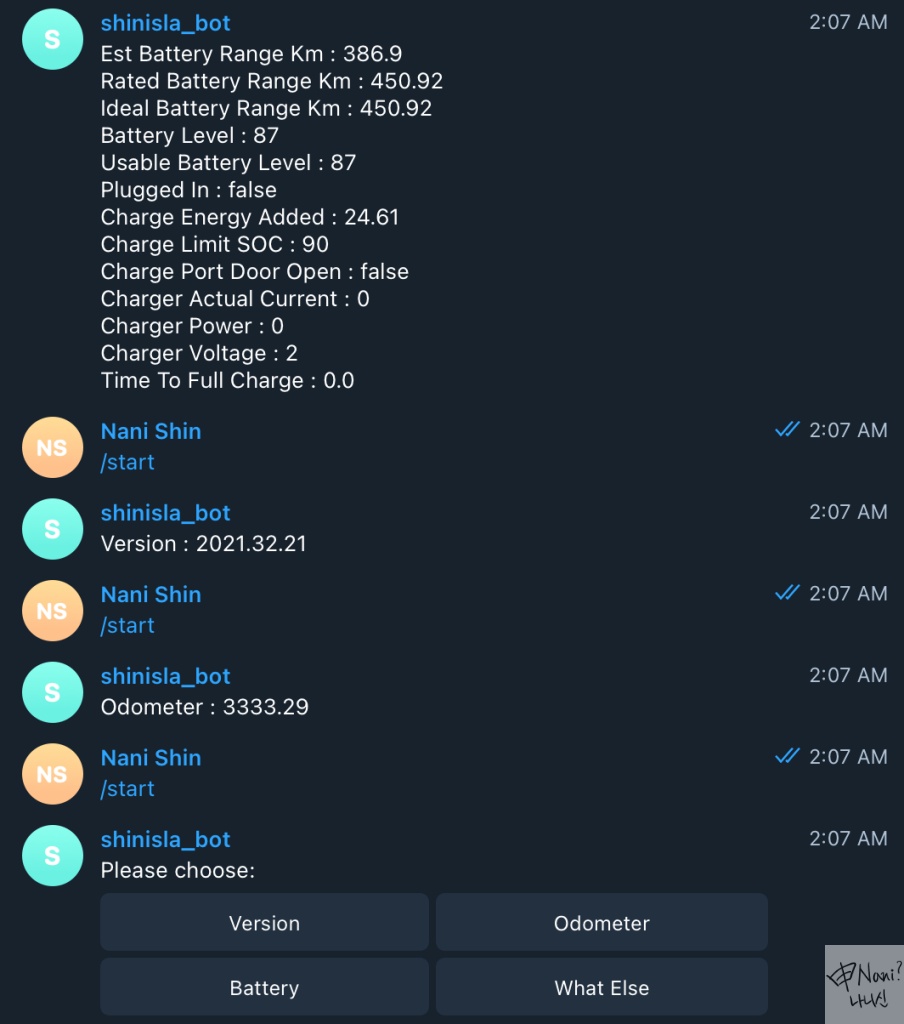 S
shinisla_bot
2:07 AM
Est Battery Range Km : 386.9
Rated Battery Range Km : 450.92
Ideal Battery Range Km : 450.92
Battery Level : 87
Usable Battery Level : 87
Plugged In : false
Charge Energy Added : 24.61
Charge Limit SOC : 90
Charge Port Door Open : false
Charger Actual Current : 0
Charger Power : 0
Charger Voltage : 2
Time To Full Charge : 0.0
NS
Nani Shin
2:07 AM
/start
S
shinisla_bot
2:07 AM
Version : 2021.32.21
NS
Nani Shin
2:07 AM
/start
S
shinisla_bot
2:07 AM
Odometer : 3333.29
NS
Nani Shin
2:07 AM
/start
S
shinisla_bot
2:07 AM
Please choose:
Version
Odometer
Battery
What Else
Nani?
나니신